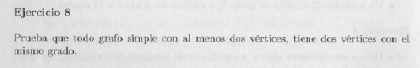 Ejercicio 8
Prueba que todo grafo simple con al menos dos vértices, tiene dos vértices con el
mismo grado.